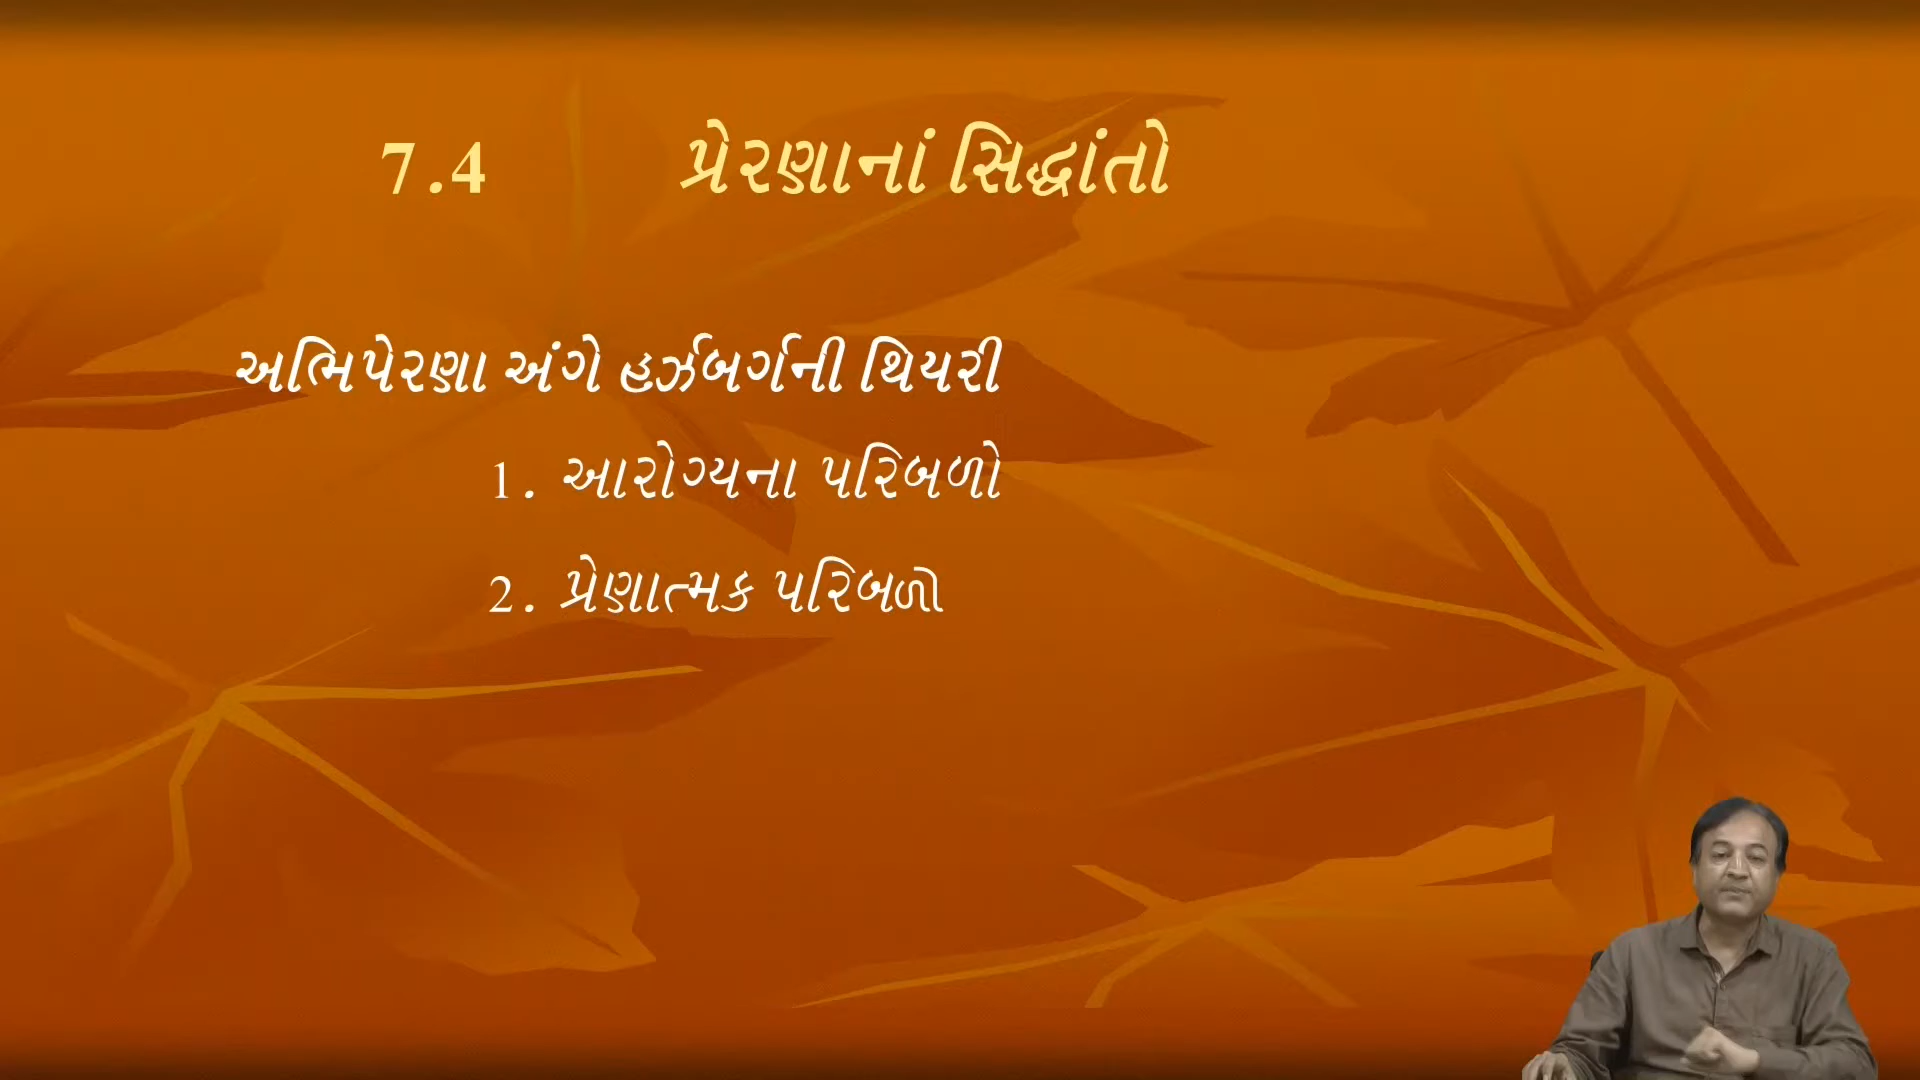 7.4 પ્રેરણાનાં સિદ્ધાંતો
અભિપેરણા અંગે હર્ઝબર્ગની થિયરી
1. આરોગ્યના પરિબળો
2. પ્રેણાત્મક પરિબળો